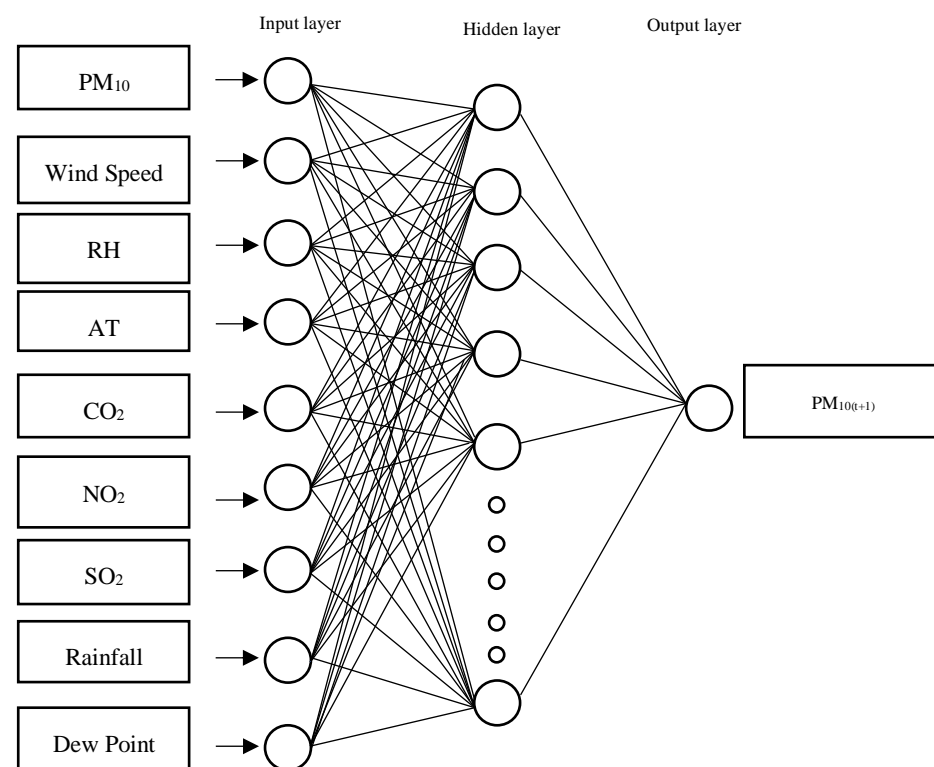 Input layer
Hidden layer
Output layer
PM₁₀
Wind Speed
RH
AT
CO₂
NO₂
SO₂
Rainfall
Dew Point
PM₁₀₍ₜ₊₁₎